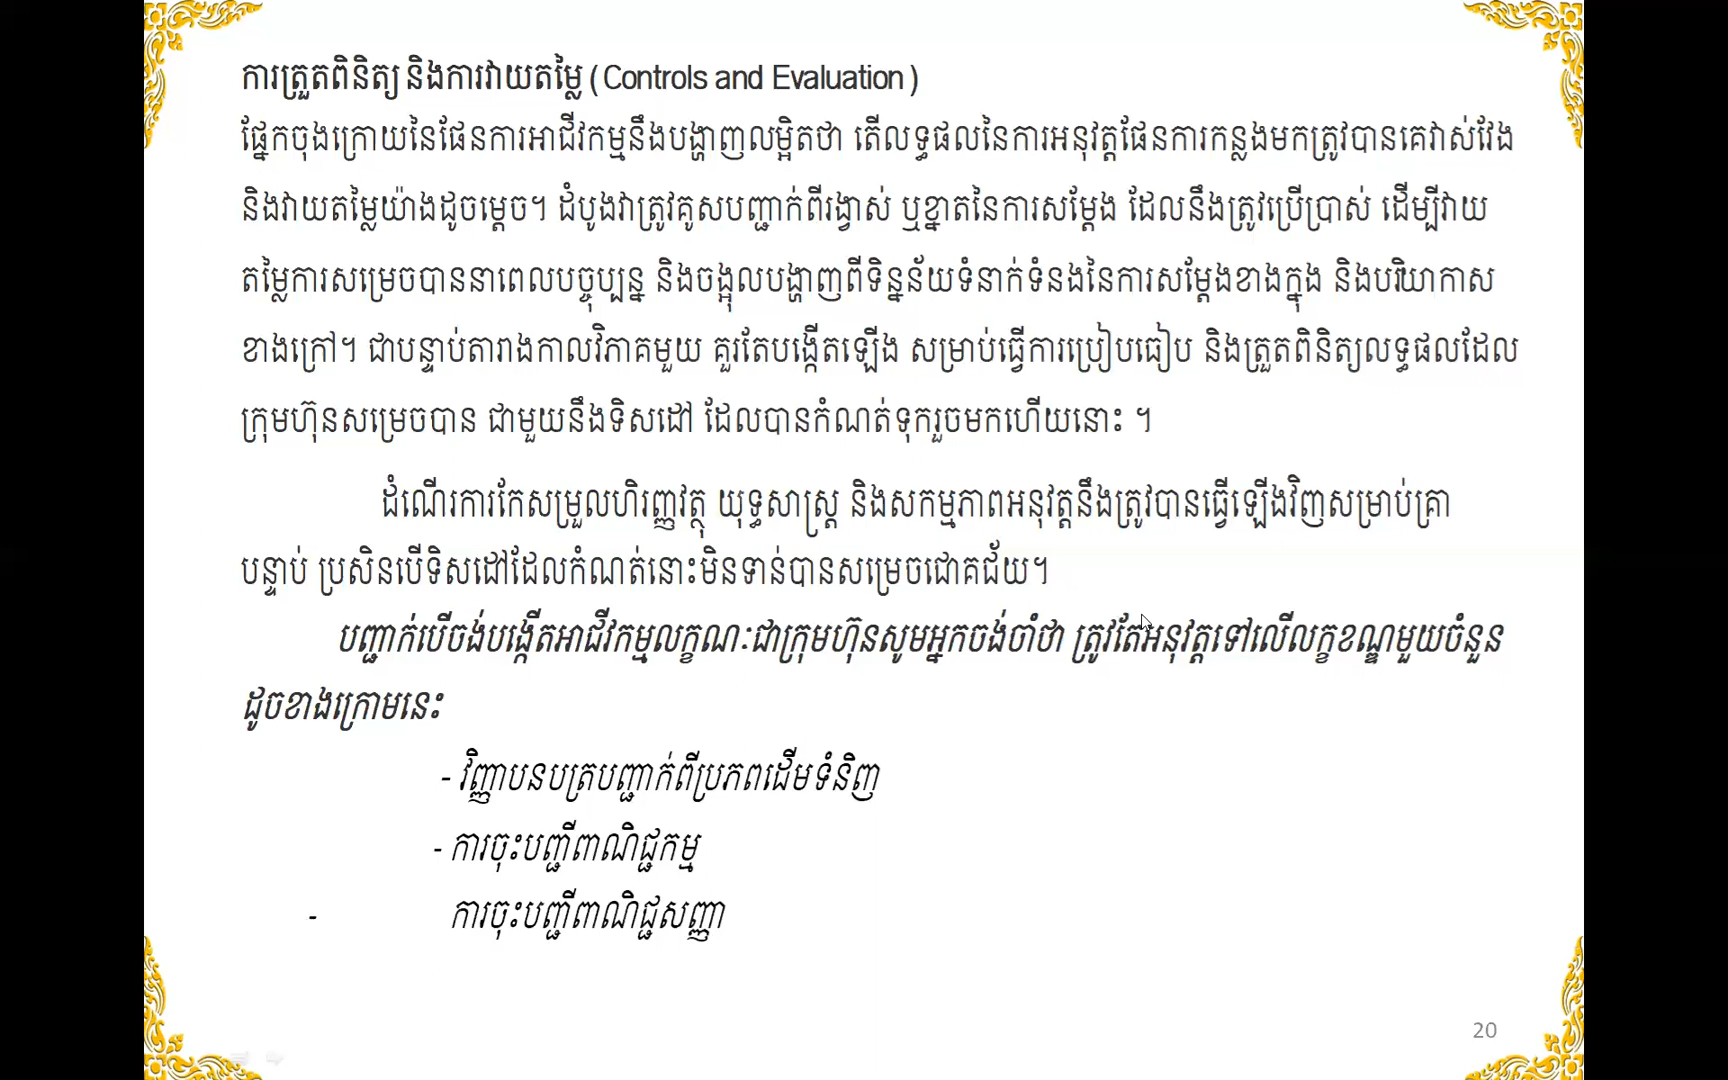 ការត្រួតពិនិត្យ និងការវាយតម្លៃ (Controls and Evaluation)
ផ្នែកចុងក្រោយនៃផែនការអាជីវកម្មនឹងបង្ហាញលម្អិតថា តើលទ្ធផលនៃការអនុវត្តផែនការកន្លងមកត្រូវបានគេវាស់វែង
និងវាយតម្លៃយ៉ាងដូចម្តេច។ ដំបូងវាត្រូវគូសបញ្ជាក់ពីរង្វាស់ ឬខ្នាតនៃការសម្តែង ដែលនឹងត្រូវប្រើប្រាស់ ដើម្បីវាយ
តម្លៃការសម្រេចបាននាពេលបច្ចុប្បន្ន និងចង្អុលបង្ហាញពីទិន្នន័យទំនាក់ទំនងនៃការសម្តែងខាងក្នុង និងបរិយាកាស
ខាងក្រៅ។ ជាបន្ទាប់តារាងកាលវិភាគមួយ គួរតែបង្កើតឡើង សម្រាប់ធ្វើការប្រៀបធៀប និងត្រួតពិនិត្យលទ្ធផលដែល
ក្រុមហ៊ុនសម្រេចបាន ជាមួយនឹងទិសដៅ ដែលបានកំណត់ទុករួចមកហើយនោះ ។
ដំណើរការកែសម្រួលហិរញ្ញវត្ថុ យុទ្ធសាស្ត្រ និងសកម្មភាពអនុវត្តនឹងត្រូវបានធ្វើឡើងវិញសម្រាប់គ្រា
បន្ទាប់ ប្រសិនបើទិសដៅដែលកំណត់នោះមិនទាន់បានសម្រេចជោគជ័យ។
បញ្ជាក់បើចង់បង្កើតអាជីវកម្មលក្ខណៈជាក្រុមហ៊ុនសូមអ្នកចង់ចាំថា ត្រូវតែអនុវត្តទៅលើលក្ខខណ្ឌមួយចំនួន
ដូចខាងក្រោមនេះ
- វិញ្ញាបនបត្របញ្ជាក់ពីប្រភពដើមទំនិញ
- ការចុះបញ្ជីពាណិជ្ជកម្ម
- ការចុះបញ្ជីពាណិជ្ជសញ្ញា
20